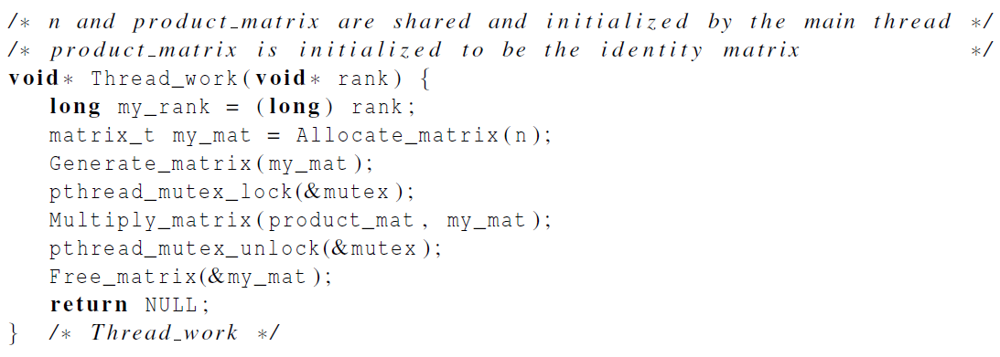 /* n and product_matrix are shared and initialized by the main thread */
/* product_matrix is initialized to be the identity matrix */
void* Thread_work(void* rank) {
long my_rank = (long) rank;
matrix_t my_mat = Allocate_matrix(n);
Generate_matrix(my_mat);
pthread_mutex_lock(&mutex);
Multiply_matrix(product_mat, my_mat);
pthread_mutex_unlock(&mutex);
Free_matrix(&my_mat);
return NULL;
} /* Thread_work */